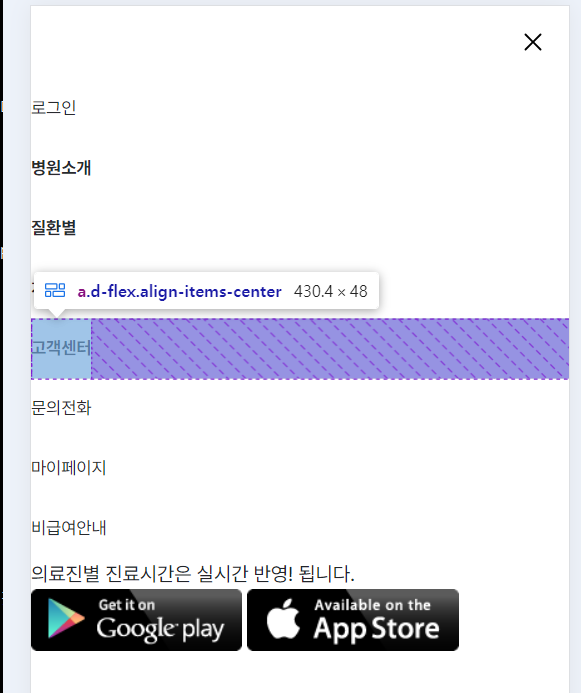 로그인
병원소개
질환별
a.d-flex.align-items-center 430.4 × 48
고객센터
문의전화
마이페이지
비급여안내
의료진별 진료시간은 실시간 반영! 됩니다.
Get it on
Google play
Available on the
App Store